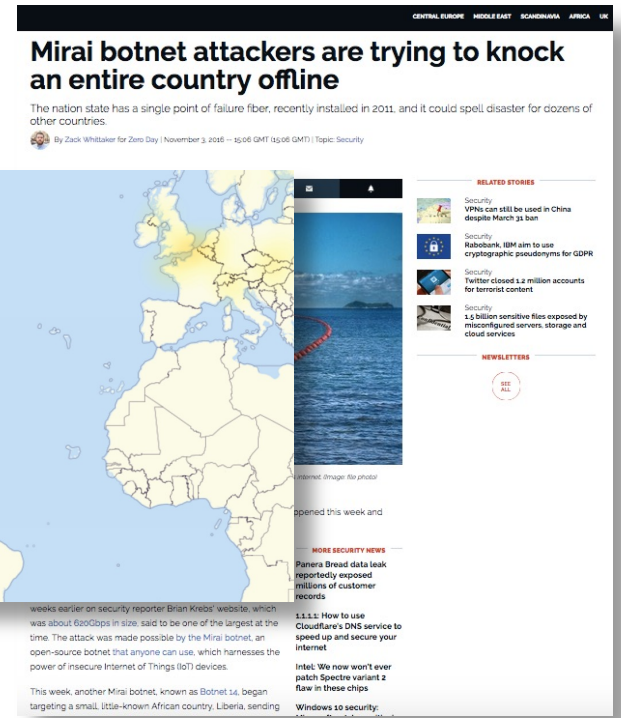 CENTRAL EUROPE MIDDLE EAST SCANDINAVIA AFRICA UK
Mirai botnet attackers are trying to knock
an entire country offline
The nation state has a single point of failure fiber, recently installed in 2011, and it could spell disaster for dozens of
other countries.
By Zack Whittaker for Zero Day | November 3, 2016 -- 15:06 GMT (15:06 GMT) | Topic: Security
RELATED STORIES
Security
VPNs can still be used in China
despite March 31 ban
Security
Rabobank, IBM aim to use
cryptographic pseudonyms for GDPR
Security
Twitter closed 1.2 million accounts
for terrorist content
Security
1.5 billion sensitive files exposed by
misconfigured servers, storage and
cloud services
NEWSLETTERS
SEE
ALL
internet. (Image: file photo)
ppened this week and
weeks earlier on security reporter Brian Krebs' website, which
was about 620Gbps in size, said to be one of the largest at the
time. The attack was made possible by the Mirai botnet, an
open-source botnet that anyone can use, which harnesses the
power of insecure Internet of Things (IoT) devices.
This week, another Mirai botnet, known as Botnet 14, began
targeting a small, little-known African country, Liberia, sending
MORE SECURITY NEWS
Panera Bread data leak
reportedly exposed
millions of customer
records
1.1.1.1: How to use
Cloudflare's DNS service to
speed up and secure your
internet
Intel: We now won't ever
patch Spectre variant 2
flaw in these chips
Windows 10 security: